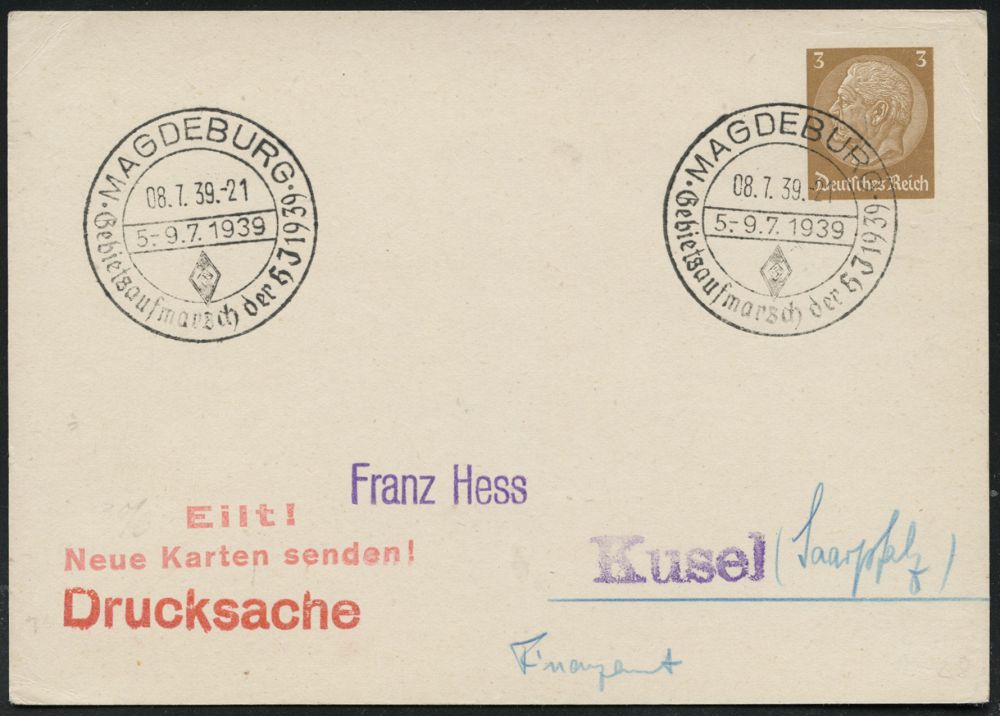 3 3
Deutsches Reich
MAGDEBURG
08.7.39.-21
5.-9.7.1939
Gebietsaufmarsch der HJ 1939
MAGDEBURG
08.7.39.-21
5.-9.7.1939
Gebietsaufmarsch der HJ 1939
Franz Hess
Eilt!
Neue Karten senden!
Drucksache
Kusel (Saarpfalz)
Finanzamt